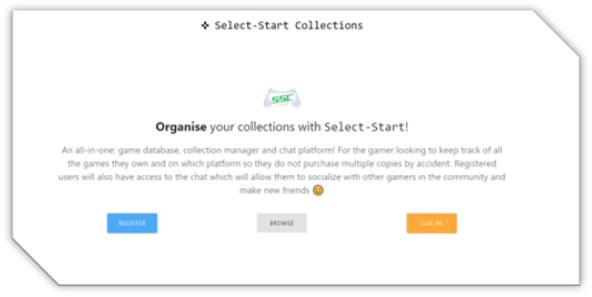 ❖ Select-Start Collections
SSC
Organise your collections with Select-Start!
An all-in-one: game database, collection manager and chat platform! For the gamer looking to keep track of all
the games they own and on which platform so they do not purchase multiple copies by accident. Registered
users will also have access to the chat which will allow them to socialize with other gamers in the community and
make new friends 😊
REGISTER
BROWSE
LOG IN